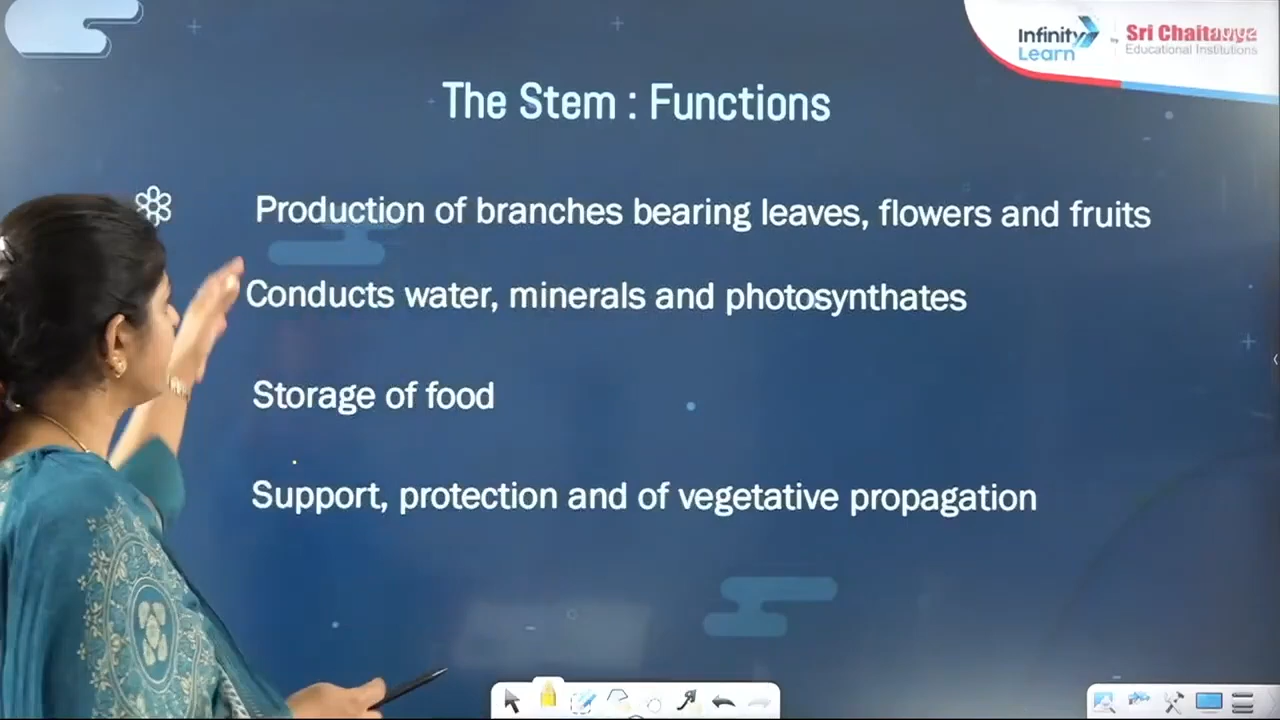 Infinity Learn by Sri Chaitanya
Educational Institutions
The Stem : Functions
Production of branches bearing leaves, flowers and fruits
Conducts water, minerals and photosynthates
Storage of food
Support, protection and of vegetative propagation